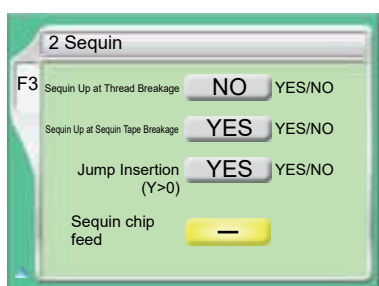 2 Sequin
F3
Sequin Up at Thread Breakage NO YES/NO
Sequin Up at Sequin Tape Breakage YES YES/NO
Jump Insertion YES YES/NO
(Y>0)
Sequin chip
feed —